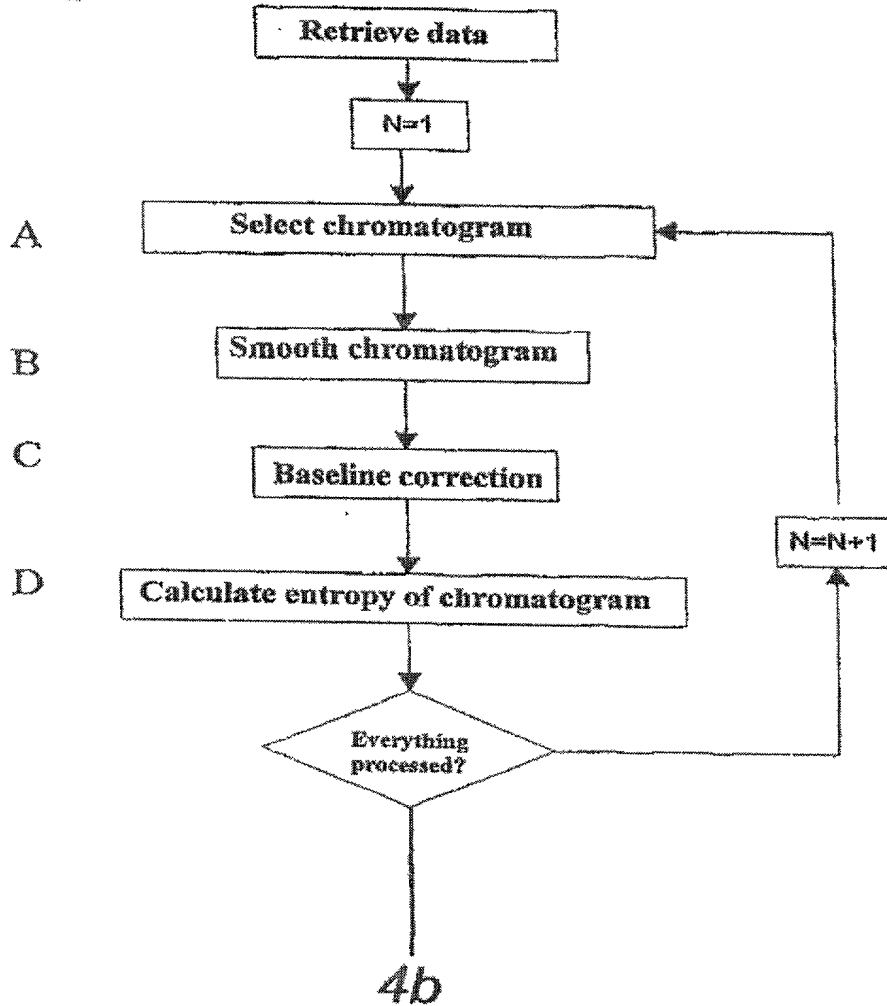 Retrieve data
N=1
A
Select chromatogram
B
Smooth chromatogram
C
Baseline correction
N=N+1
D
Calculate entropy of chromatogram
Everything
processed?
4b